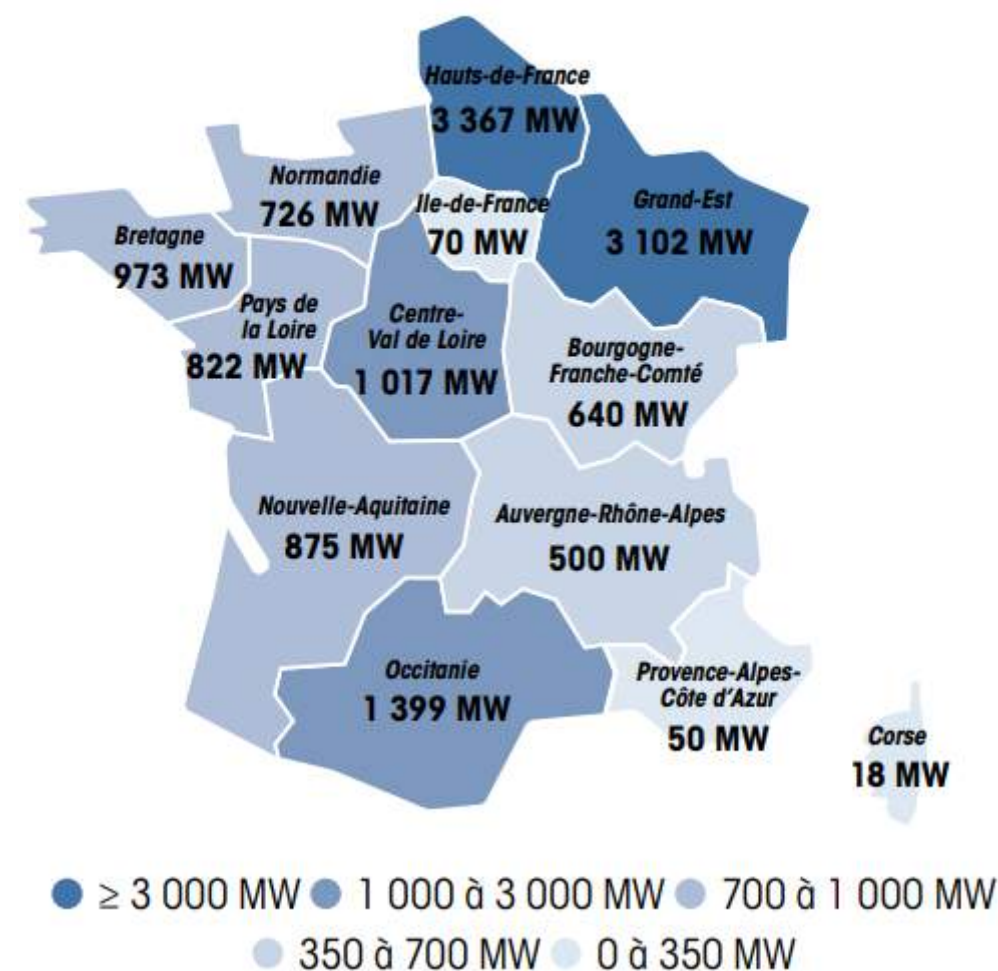 Hauts-de-France
3 367 MW
Normandie
726 MW
Ile-de-France
70 MW
Grand-Est
3 102 MW
Bretagne
973 MW
Pays de
la Loire
822 MW
Centre-
Val de Loire
1 017 MW
Bourgogne-
Franche-Comté
640 MW
Nouvelle-Aquitaine
875 MW
Auvergne-Rhône-Alpes
500 MW
Occitanie
1 399 MW
Provence-Alpes-
Côte d'Azur
50 MW
Corse
18 MW
≥ 3 000 MW 1 000 à 3 000 MW 700 à 1 000 MW
350 à 700 MW 0 à 350 MW